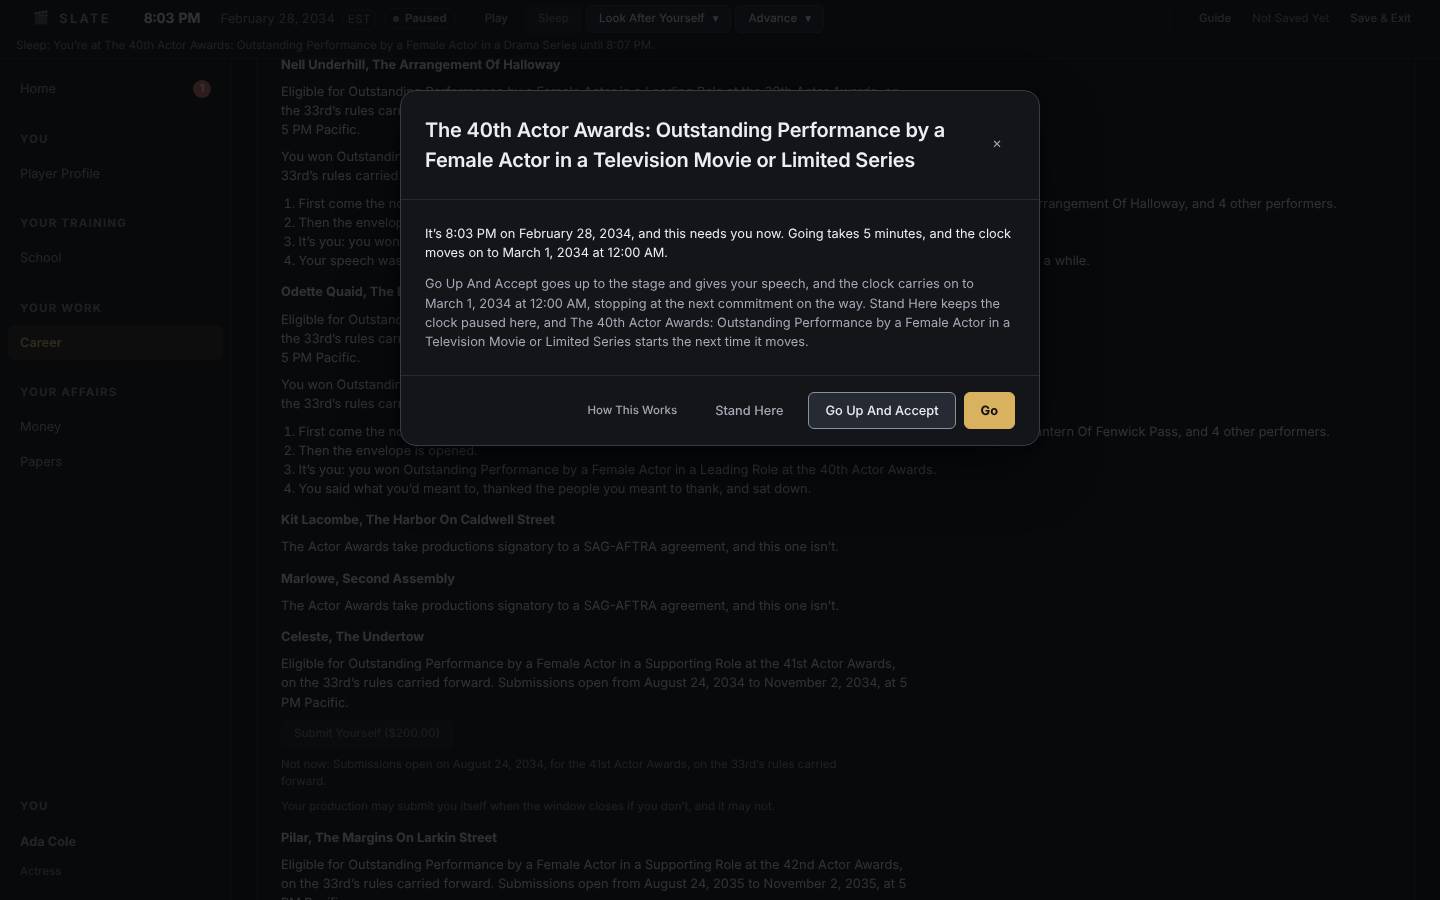 SLATE
8:03 PM
February 28, 2034
EST
Paused
Play
Sleep
Look After Yourself
Advance
Guide
Not Saved Yet
Save & Exit
Sleep: You're at The 40th Actor Awards: Outstanding Performance by a Female Actor in a Drama Series until 8:07 PM.
Home
1
YOU
Player Profile
YOUR TRAINING
School
YOUR WORK
Career
YOUR AFFAIRS
Money
Papers
YOU
Ada Cole
Actress
Nell Underhill, The Arrangement Of Halloway
Eligible for Outstanding Performance by a Female Actor in a Leading Role at the
the 33rd's rules carr
5 PM Pacific.
You won Outstandin
33rd's rules carried
1. First come the no
rrangement Of Halloway, and 4 other performers.
2. Then the envelop
3. It's you: you won
4. Your speech was
a while.
Odette Quaid, The L
Eligible for Outstand
the 33rd's rules carr
5 PM Pacific.
You won Outstandin
the 33rd's rules carr
1. First come the no
ntern Of Fenwick Pass, and 4 other performers.
2. Then the envelope is opened.
3. It's you: you won Outstanding Performance by a Female Actor in a Leading Role at the 40th Actor Awards.
4. You said what you'd meant to, thanked the people you meant to thank, and sat down.
Kit Lacombe, The Harbor On Caldwell Street
The Actor Awards take productions signatory to a SAG-AFTRA agreement, and this one isn't.
Marlowe, Second Assembly
The Actor Awards take productions signatory to a SAG-AFTRA agreement, and this one isn't.
Celeste, The Undertow
Eligible for Outstanding Performance by a Female Actor in a Supporting Role at the 41st Actor Awards,
on the 33rd's rules carried forward. Submissions open from August 24, 2034 to November 2, 2034, at 5
PM Pacific.
Submit Yourself ($200.00)
Not now: Submissions open on August 24, 2034, for the 41st Actor Awards, on the 33rd's rules carried
forward.
Your production may submit you itself when the window closes if you don't, and it may not.
Pilar, The Margins On Larkin Street
Eligible for Outstanding Performance by a Female Actor in a Supporting Role at the 42nd Actor Awards,
on the 33rd's rules carried forward. Submissions open from August 24, 2035 to November 2, 2035, at 5
The 40th Actor Awards: Outstanding Performance by a
Female Actor in a Television Movie or Limited Series
It's 8:03 PM on February 28, 2034, and this needs you now. Going takes 5 minutes, and the clock
moves on to March 1, 2034 at 12:00 AM.
Go Up And Accept goes up to the stage and gives your speech, and the clock carries on to
March 1, 2034 at 12:00 AM, stopping at the next commitment on the way. Stand Here keeps the
clock paused here, and The 40th Actor Awards: Outstanding Performance by a Female Actor in a
Television Movie or Limited Series starts the next time it moves.
How This Works
Stand Here
Go Up And Accept
Go